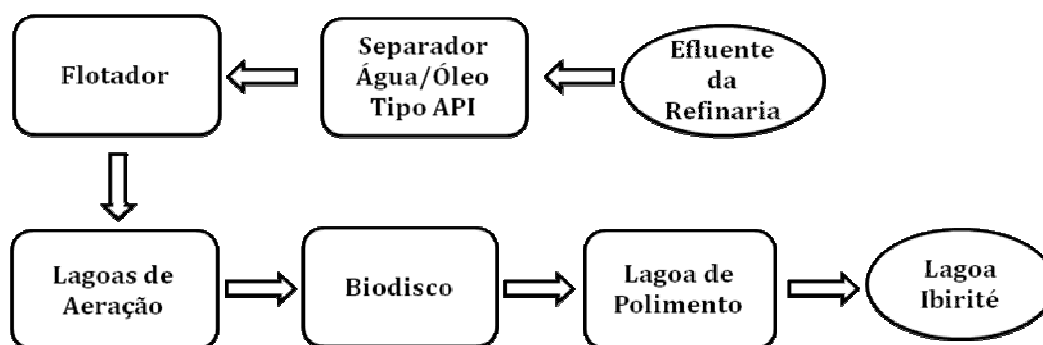 Efluente
da
Refinaria
Separador
Água/Óleo
Tipo API
Flotador
Lagoas de
Aeração
Biodisco
Lagoa de
Polimento
Lagoa
Ibirité